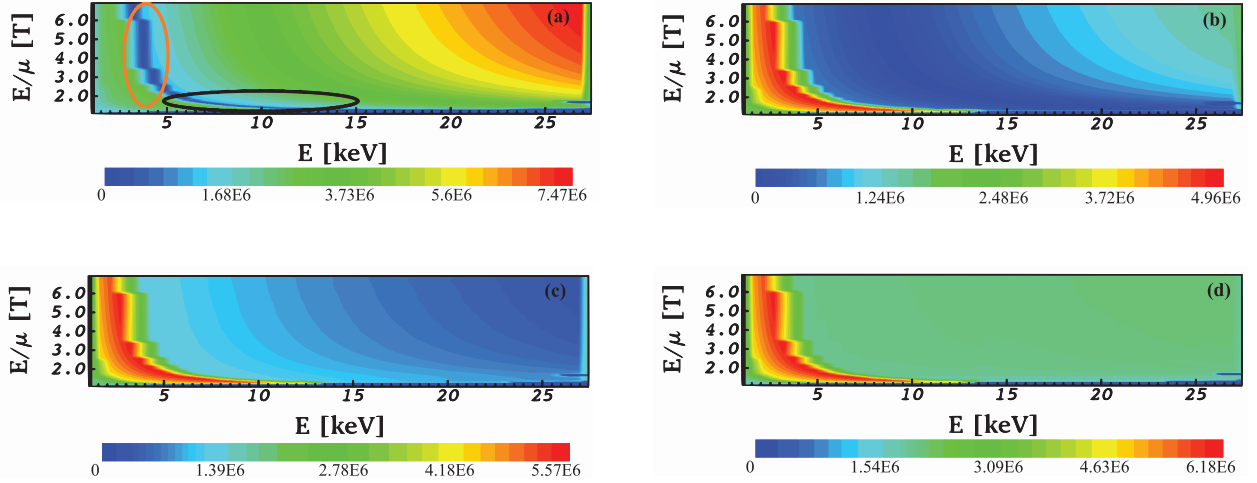 (a)
6.0
5.0
4.0
3.0
2.0
E/μ [T]
5 10 15 20 25
E [keV]
0 1.68E6 3.73E6 5.6E6 7.47E6
(b)
6.0
5.0
4.0
3.0
2.0
E/μ [T]
5 10 15 20 25
E [keV]
0 1.24E6 2.48E6 3.72E6 4.96E6
(c)
6.0
5.0
4.0
3.0
2.0
E/μ [T]
5 10 15 20 25
E [keV]
0 1.39E6 2.78E6 4.18E6 5.57E6
(d)
6.0
5.0
4.0
3.0
2.0
E/μ [T]
5 10 15 20 25
E [keV]
0 1.54E6 3.09E6 4.63E6 6.18E6